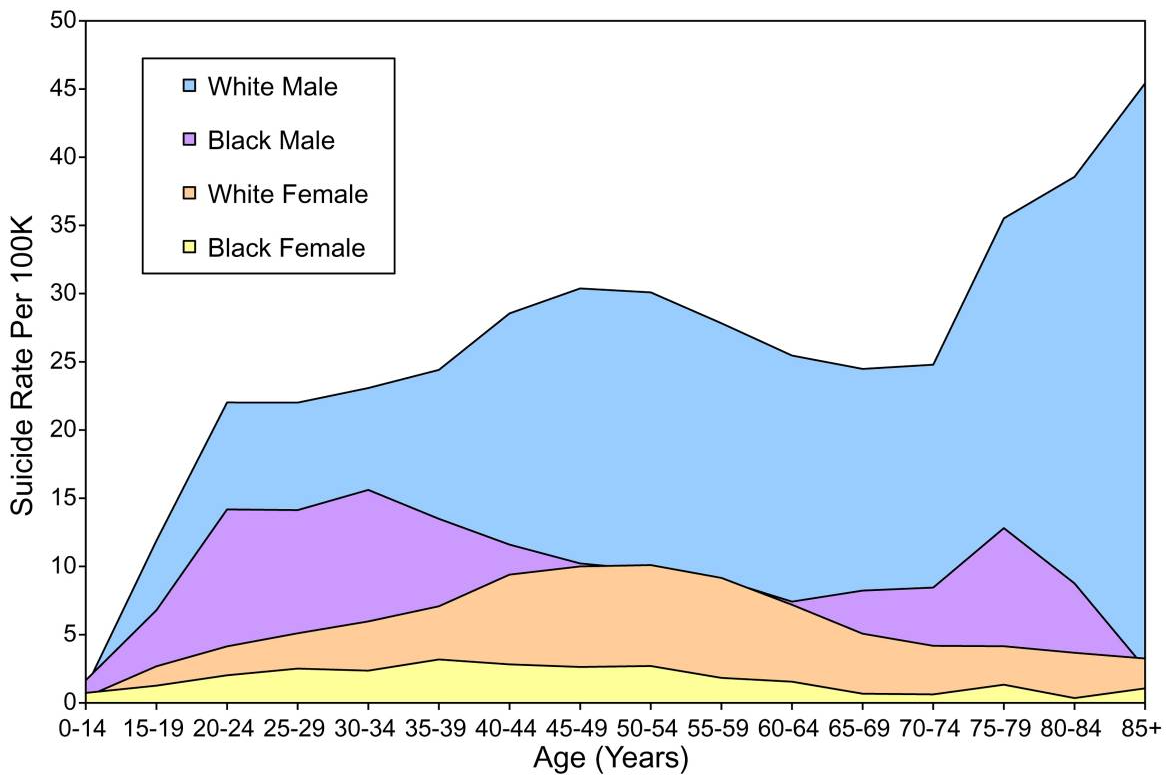 50
45
40
35
30
25
20
15
10
5
0
Suicide Rate Per 100K
White Male
Black Male
White Female
Black Female
0-14 15-19 20-24 25-29 30-34 35-39 40-44 45-49 50-54 55-59 60-64 65-69 70-74 75-79 80-84 85+
Age (Years)